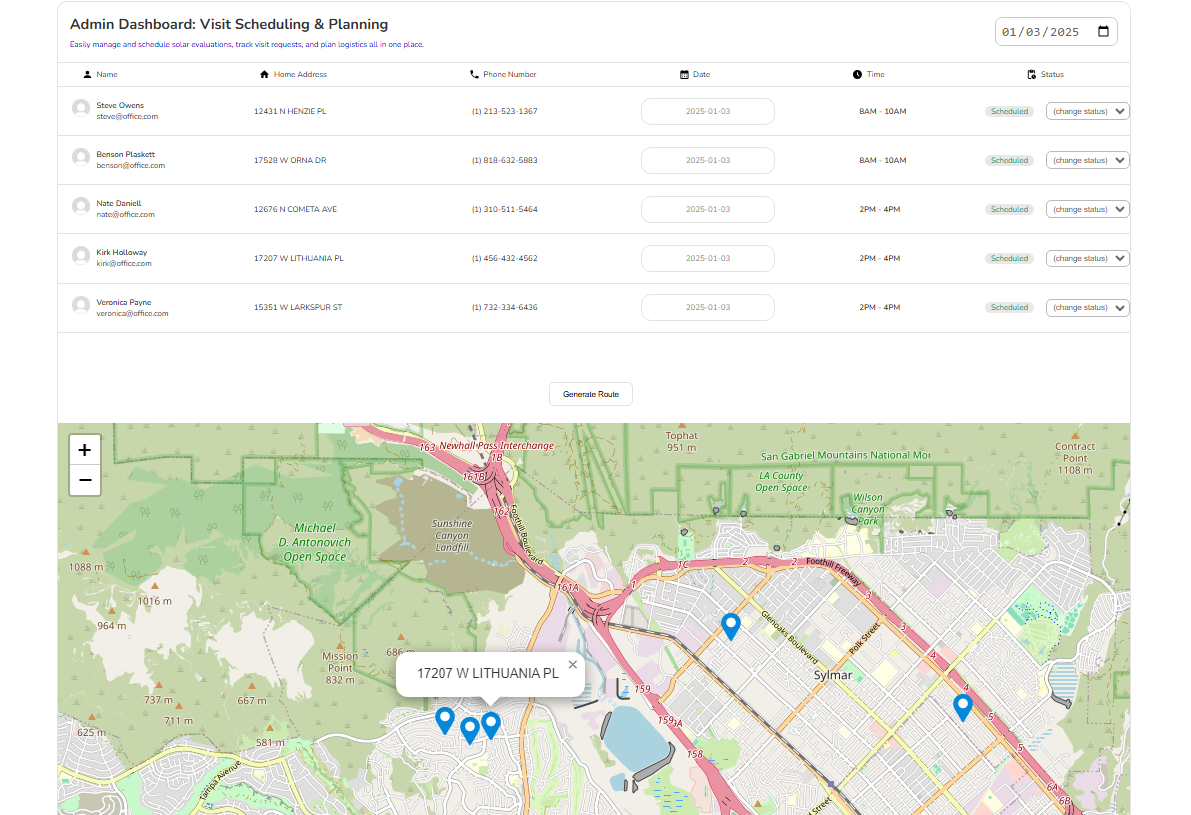 Admin Dashboard: Visit Scheduling & Planning
01/03/2025
Easily manage and schedule solar evaluations, track visit requests, and plan logistics all in one place.
Name Home Address Phone Number Date Time Status
Steve Owens
steve@office.com
12431 N HENZIE PL (1) 213-523-1367 2025-01-03 8AM - 10AM Scheduled (change status)
Benson Plaskett
benson@office.com
17528 W ORNA DR (1) 818-632-5883 2025-01-03 8AM - 10AM Scheduled (change status)
Nate Daniell
nate@office.com
12676 N COMETA AVE (1) 310-511-5464 2025-01-03 2PM - 4PM Scheduled (change status)
Kirk Holloway
kirk@office.com
17207 W LITHUANIA PL (1) 456-432-4562 2025-01-03 2PM - 4PM Scheduled (change status)
Veronica Payne
veronica@office.com
15351 W LARKSPUR ST (1) 732-334-6436 2025-01-03 2PM - 4PM Scheduled (change status)
Generate Route
+
−
163 Newhall Pass Interchange
1B
161B
162
Foothill Boulevard
Tophat
951 m
San Gabriel Mountains National Mo
Contract
Point
1108 m
LA County
Open Space
Wilson
Canyon
Park
Michael
D. Antonovich
Open Space
Sunshine
Canyon
Landfill
1088 m
1016 m
964 m
161A
1
1C
2
2
Foothill Freeway
3
3
4
4
5
5
6A
6B
Glenoaks Boulevard
Polk Street
Sylmar
Mission
Point
832 m
686 m
17207 W LITHUANIA PL
×
737 m
711 m
667 m
625 m
581 m
159
159A
158
Tampa Avenue
Street